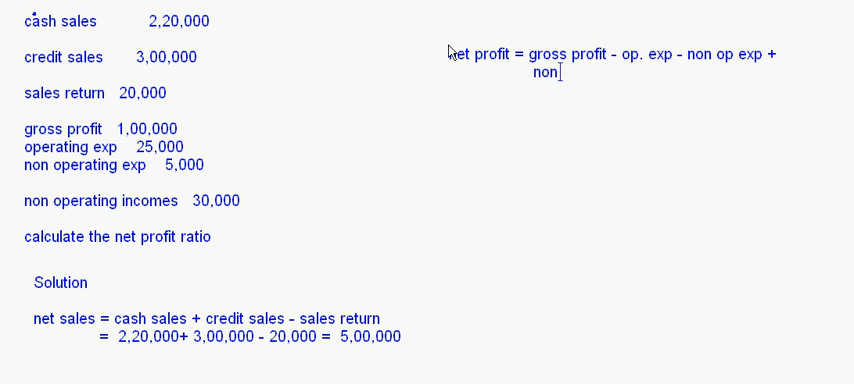 cash sales 2,20,000
credit sales 3,00,000
sales return 20,000
gross profit 1,00,000
operating exp 25,000
non operating exp 5,000
non operating incomes 30,000
calculate the net profit ratio
Solution
net sales = cash sales + credit sales - sales return
= 2,20,000+ 3,00,000 - 20,000 = 5,00,000
net profit = gross profit - op. exp - non op exp +
non